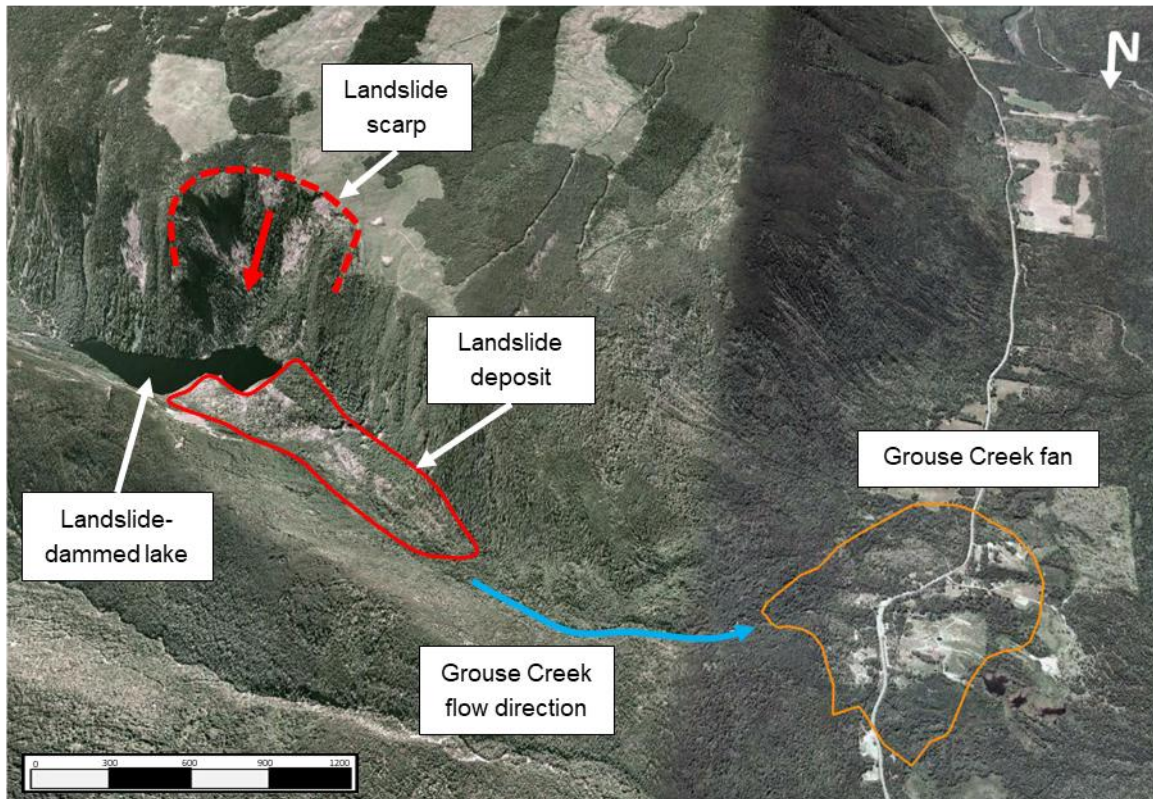 N
Landslide
scarp
Landslide
deposit
Grouse Creek fan
Landslide-
dammed lake
Grouse Creek
flow direction
0 300 600 900 1200